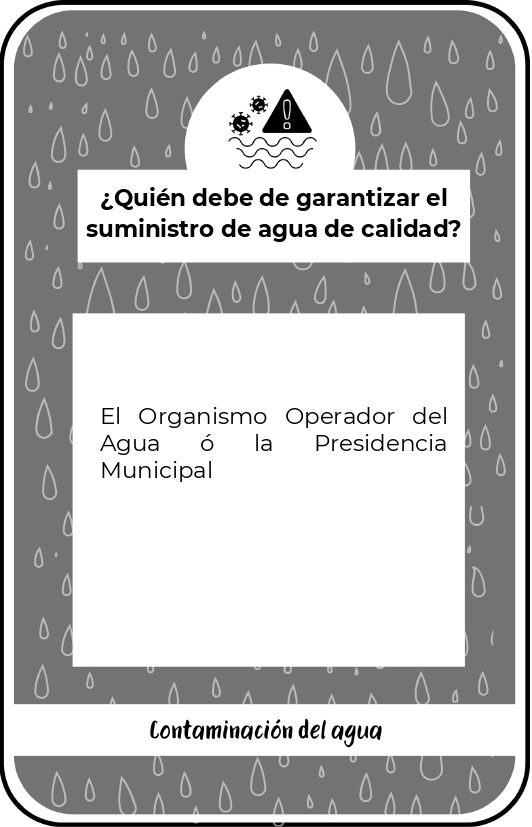 ¿Quién debe de garantizar el
suministro de agua de calidad?
El Organismo Operador del
Agua ó la Presidencia
Municipal
Contaminación del agua